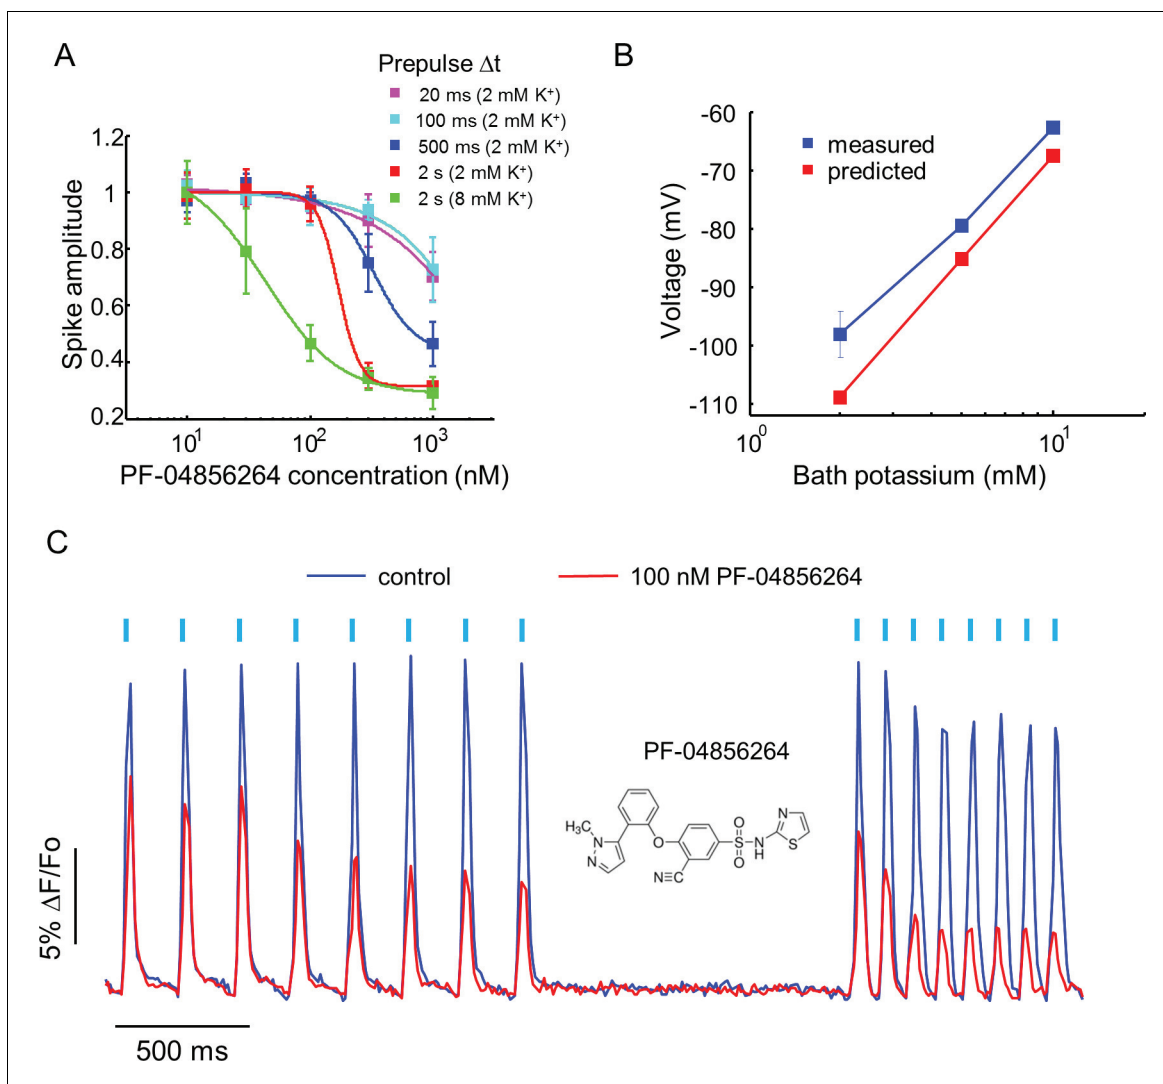 A
Prepulse Δt
20 ms (2 mM K⁺)
100 ms (2 mM K⁺)
500 ms (2 mM K⁺)
2 s (2 mM K⁺)
2 s (8 mM K⁺)
1.2
1
0.8
0.6
0.4
0.2
Spike amplitude
10¹
10²
10³
PF-04856264 concentration (nM)
B
measured
predicted
-60
-70
-80
-90
-100
-110
Voltage (mV)
10⁰
10¹
Bath potassium (mM)
C
control
100 nM PF-04856264
PF-04856264
H₃C
N
N
O
N≡C
O
S
O
N
H
N
S
5% ΔF/Fo
500 ms